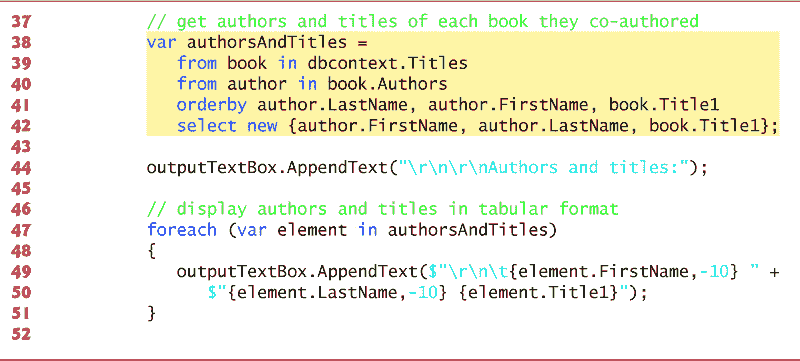 37 // get authors and titles of each book they co-authored
38 var authorsAndTitles =
39    from book in dbcontext.Titles
40    from author in book.Authors
41    orderby author.LastName, author.FirstName, book.Title1
42    select new {author.FirstName, author.LastName, book.Title1};
43
44 outputTextBox.AppendText("\r\n\r\nAuthors and titles:");
45
46 // display authors and titles in tabular format
47 foreach (var element in authorsAndTitles)
48 {
49    outputTextBox.AppendText($"\r\n\t{element.FirstName,-10} " +
50       $"{element.LastName,-10} {element.Title1}");
51 }
52